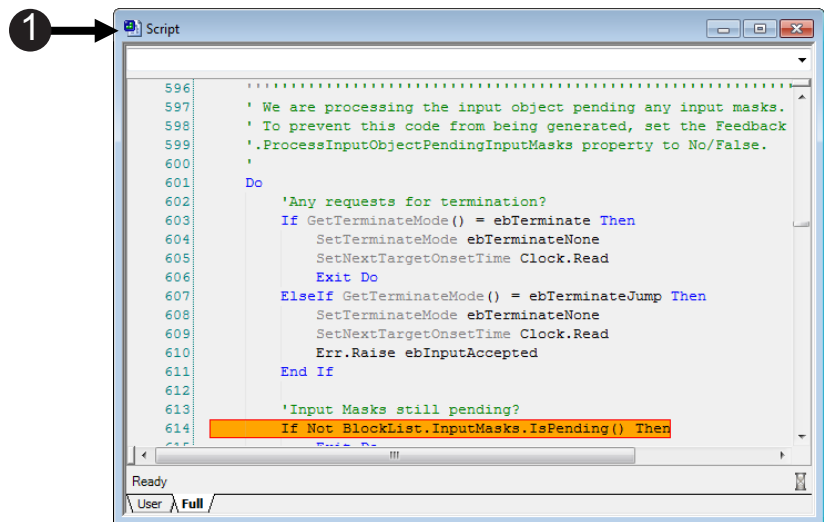 1
Script
596 ''''''''''''''''''''''''''''''''''''''''''''''''''''''''''''''
597 ' We are processing the input object pending any input masks.
598 ' To prevent this code from being generated, set the Feedback
599 '.ProcessInputObjectPendingInputMasks property to No/False.
600 '
601 Do
602 'Any requests for termination?
603 If GetTerminateMode() = ebTerminate Then
604 SetTerminateMode ebTerminateNone
605 SetNextTargetOnsetTime Clock.Read
606 Exit Do
607 ElseIf GetTerminateMode() = ebTerminateJump Then
608 SetTerminateMode ebTerminateNone
609 SetNextTargetOnsetTime Clock.Read
610 Err.Raise ebInputAccepted
611 End If
612
613 'Input Masks still pending?
614 If Not BlockList.InputMasks.IsPending() Then
615 Exit Do
Ready
User Full